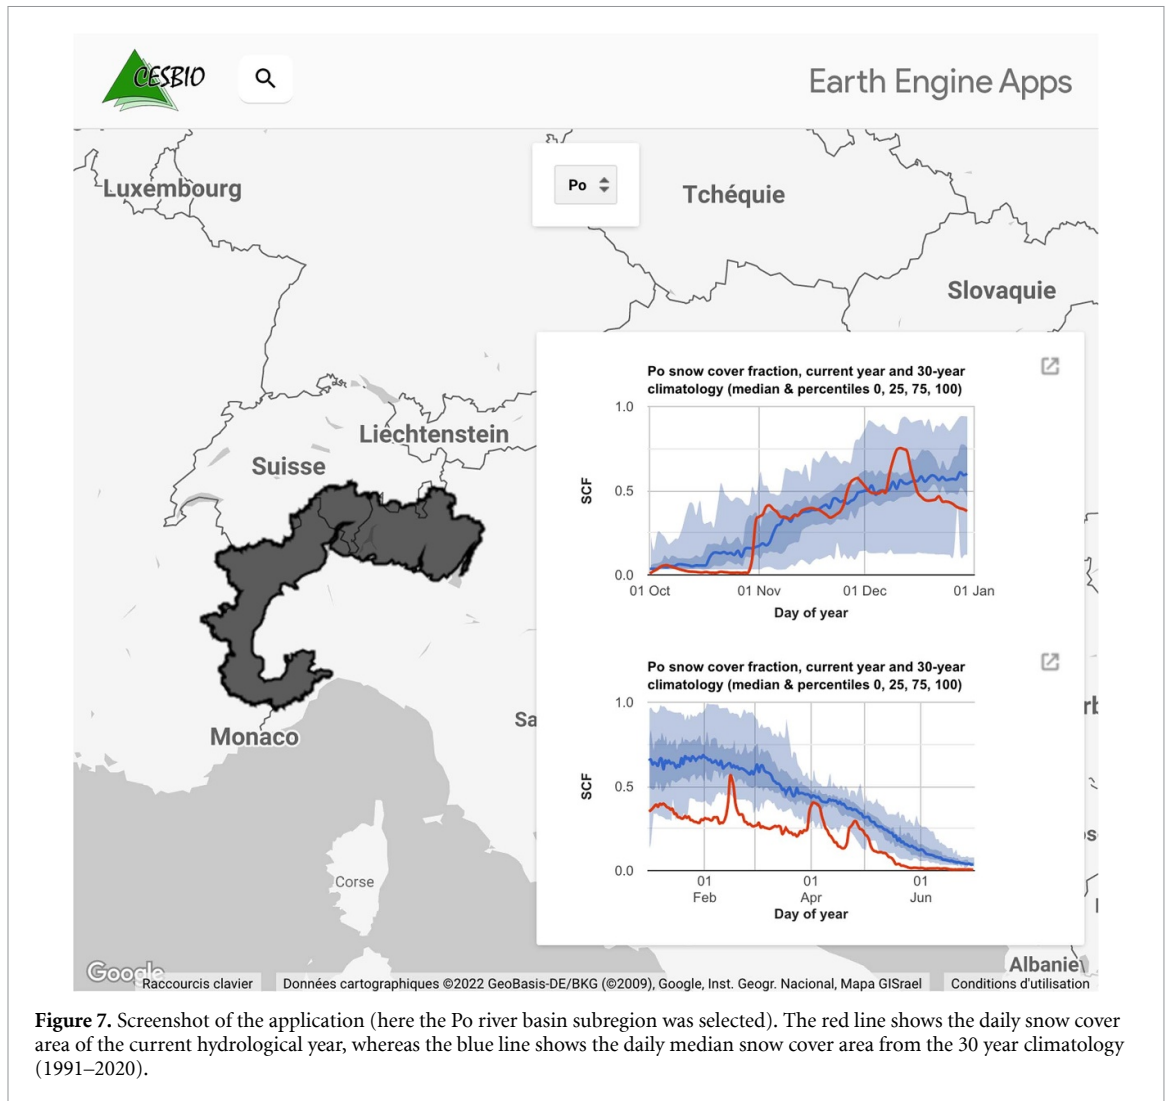 CESBIO
Earth Engine Apps
Luxembourg
Po
Tchéquie
Slovaquie
Liechtenstein
Suisse
Monaco
Corse
Sa
Albanie
Po snow cover fraction, current year and 30-year
climatology (median & percentiles 0, 25, 75, 100)
1.0
0.5
0.0
SCF
01 Oct 01 Nov 01 Dec 01 Jan
Day of year
Po snow cover fraction, current year and 30-year
climatology (median & percentiles 0, 25, 75, 100)
1.0
0.5
0.0
SCF
01 01 01
Feb Apr Jun
Day of year
Google
Raccourcis clavier Données cartographiques ©2022 GeoBasis-DE/BKG (©2009), Google, Inst. Geogr. Nacional, Mapa GISrael Conditions d'utilisation
Figure 7. Screenshot of the application (here the Po river basin subregion was selected). The red line shows the daily snow cover
area of the current hydrological year, whereas the blue line shows the daily median snow cover area from the 30 year climatology
(1991–2020).